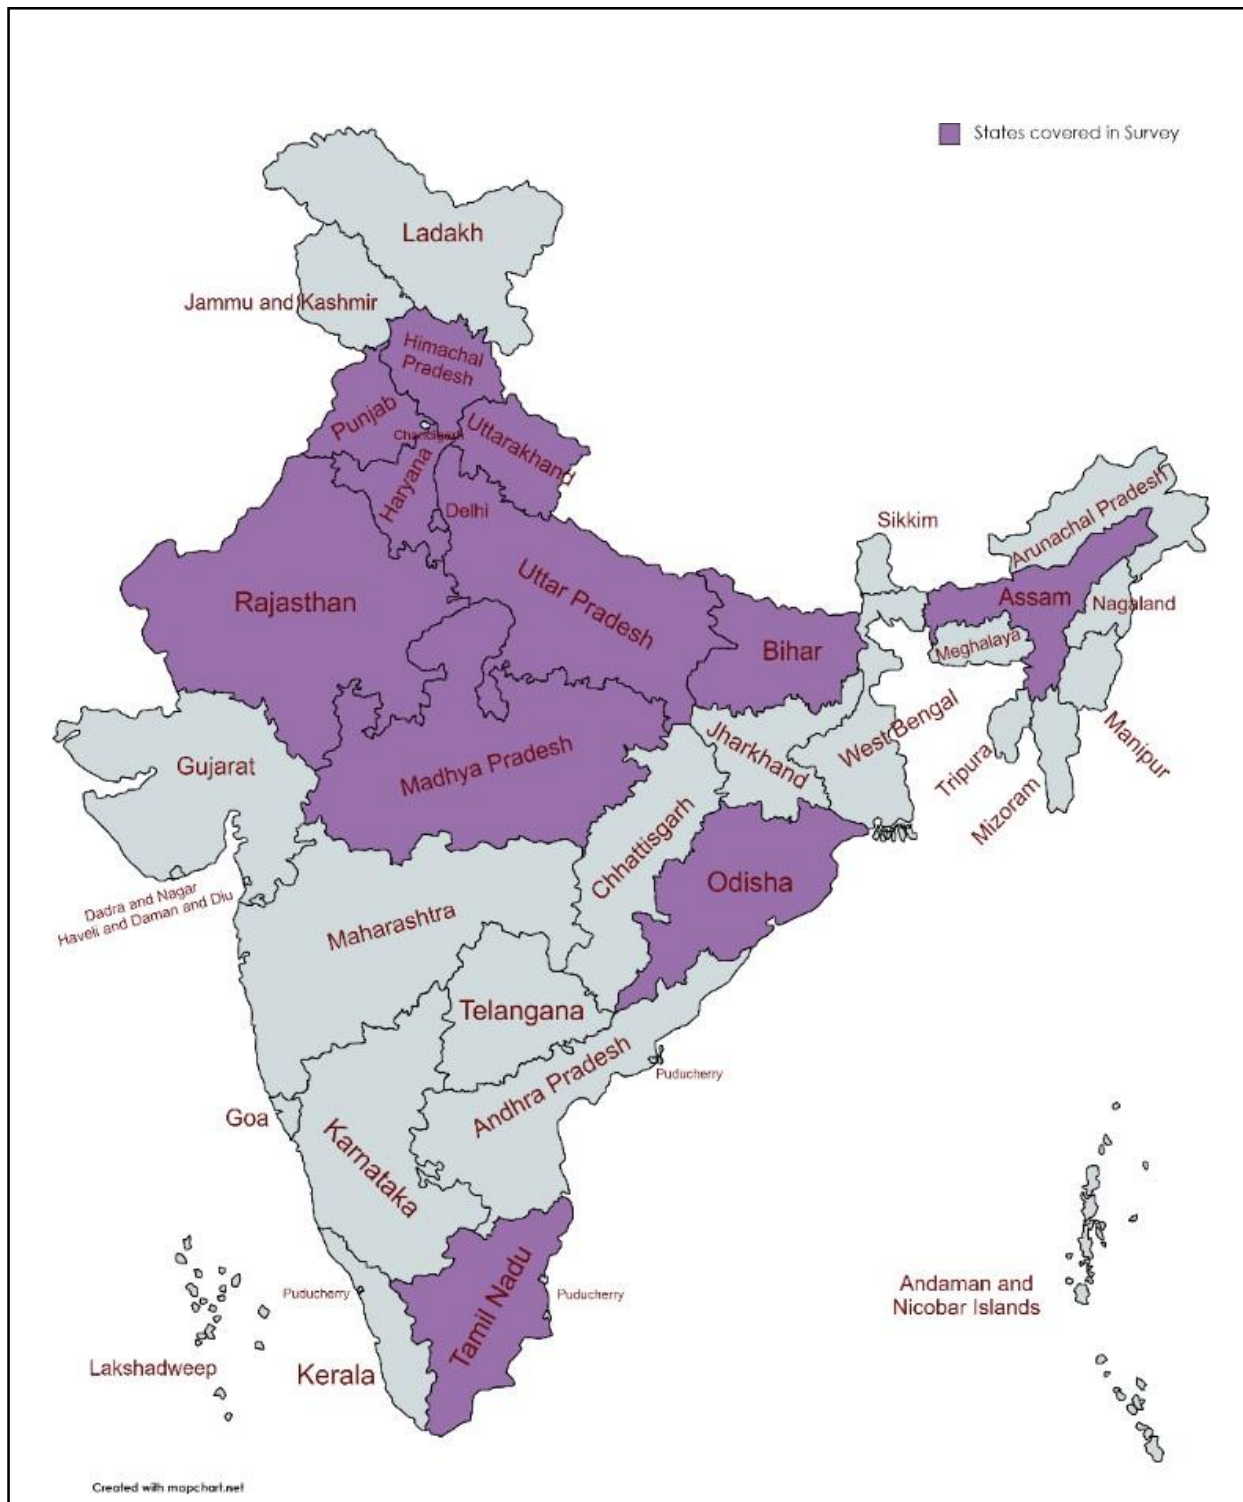 States covered in Survey
Ladakh
Jammu and Kashmir
Himachal
Pradesh
Punjab
Chandigarh
Uttarakhand
Haryana
Delhi
Sikkim
Arunachal Pradesh
Rajasthan
Uttar Pradesh
Bihar
Assam
Nagaland
Meghalaya
Gujarat
Madhya Pradesh
Jharkhand
West Bengal
Tripura
Mizoram
Manipur
Chhattisgarh
Odisha
Dadra and Nagar
Haveli and Daman and Diu
Maharashtra
Telangana
Andhra Pradesh
Puducherry
Goa
Karnataka
Puducherry
Tamil Nadu
Puducherry
Andaman and
Nicobar Islands
Lakshadweep
Kerala
Created with mapchart.net